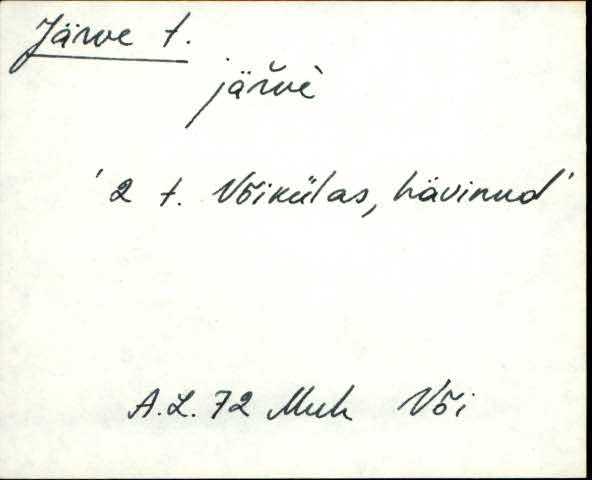 Järve t.
järvè
'2 t. Võikülas, hävinud'
A.L. 72 Muh Või